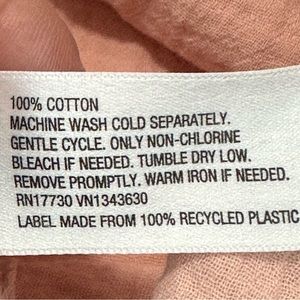 100% COTTON
MACHINE WASH COLD SEPARATELY.
GENTLE CYCLE. ONLY NON-CHLORINE
BLEACH IF NEEDED. TUMBLE DRY LOW.
REMOVE PROMPTLY. WARM IRON IF NEEDED.
RN17730 VN1343630
LABEL MADE FROM 100% RECYCLED PLASTIC